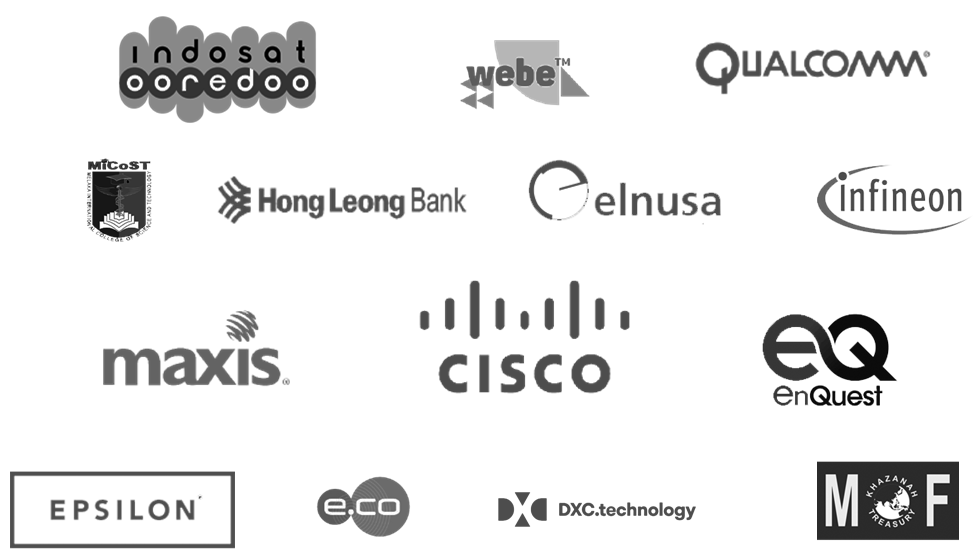 indosat
ooredoo
webe™
QUALCOMM®
MiCoST
MELAKA INTERNATIONAL COLLEGE OF SCIENCE AND TECHNOLOGY
Hong Leong Bank
elnusa
infineon
maxis®
CISCO
eQ
enQuest
EPSILON
e.co
DXC.technology
MOF
KHAZANAH
TREASURY